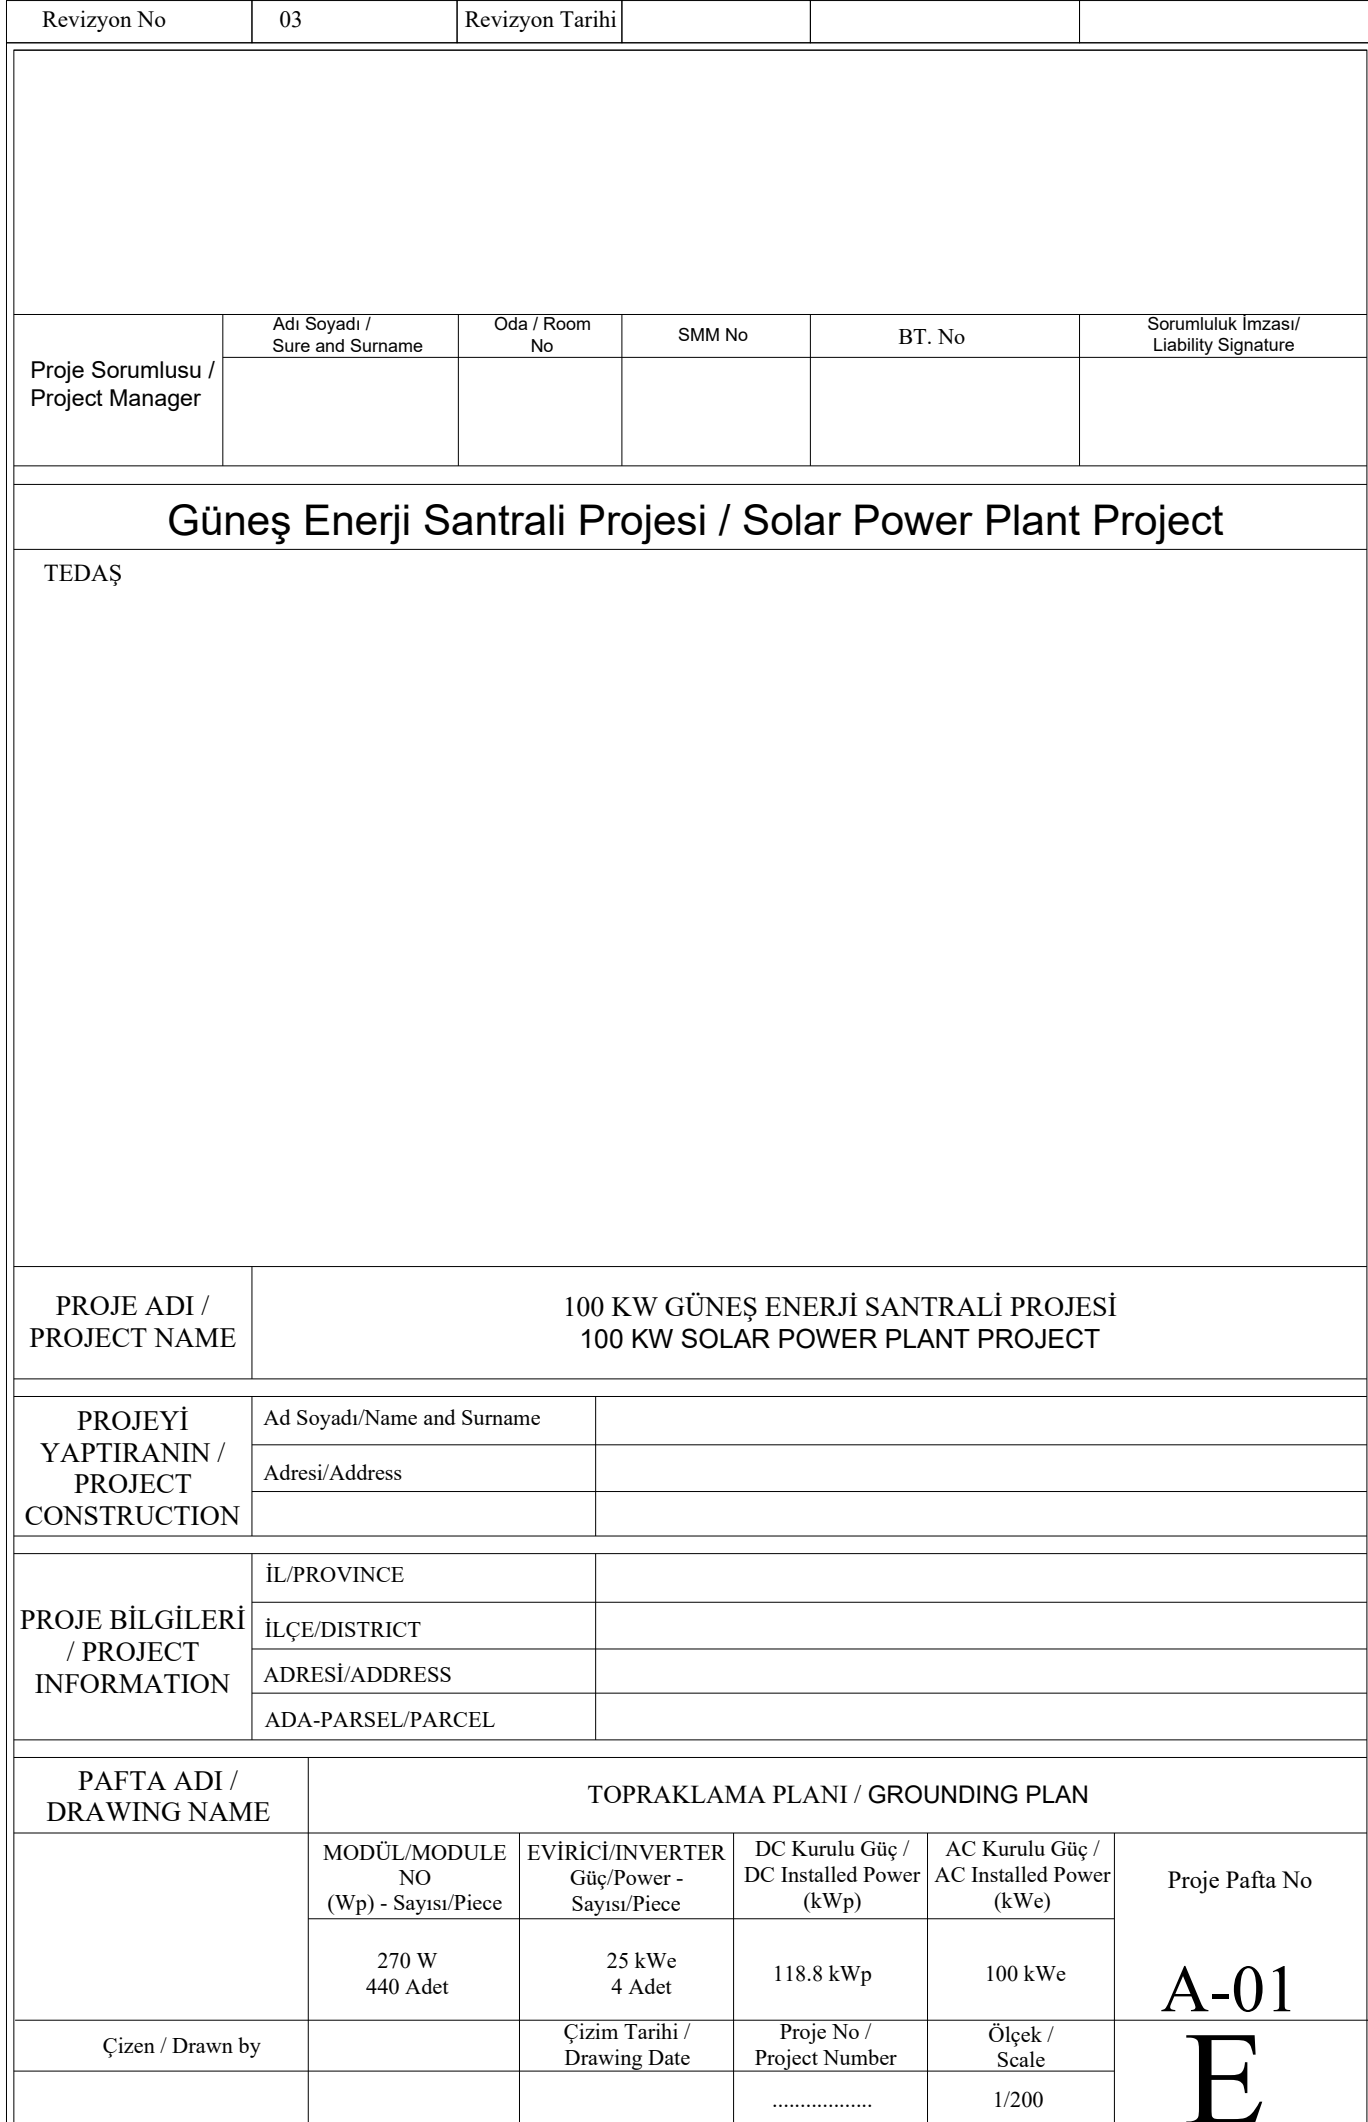 Revizyon No 03 Revizyon Tarihi
Adı Soyadı /
Sure and Surname
Oda / Room
No
SMM No
BT. No
Sorumluluk İmzası/
Liability Signature
Proje Sorumlusu /
Project Manager
Güneş Enerji Santrali Projesi / Solar Power Plant Project
TEDAŞ
PROJE ADI /
PROJECT NAME
100 KW GÜNEŞ ENERJİ SANTRALİ PROJESİ
100 KW SOLAR POWER PLANT PROJECT
PROJEYİ
YAPTIRANIN /
PROJECT
CONSTRUCTION
Ad Soyadı/Name and Surname
Adresi/Address
PROJE BİLGİLERİ
/ PROJECT
INFORMATION
İL/PROVINCE
İLÇE/DISTRICT
ADRESİ/ADDRESS
ADA-PARSEL/PARCEL
PAFTA ADI /
DRAWING NAME
TOPRAKLAMA PLANI / GROUNDING PLAN
MODÜL/MODULE
NO
(Wp) - Sayısı/Piece
EVİRİCİ/INVERTER
Güç/Power -
Sayısı/Piece
DC Kurulu Güç /
DC Installed Power
(kWp)
AC Kurulu Güç /
AC Installed Power
(kWe)
Proje Pafta No
270 W
440 Adet
25 kWe
4 Adet
118.8 kWp
100 kWe
A-01
Çizen / Drawn by
Çizim Tarihi /
Drawing Date
Proje No /
Project Number
Ölçek /
Scale
E
..................
1/200